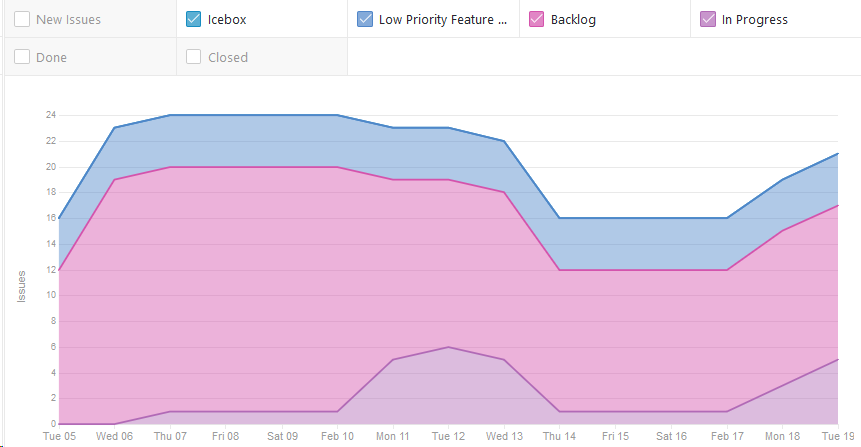 New Issues
Icebox
Low Priority Feature ...
Backlog
In Progress
Done
Closed
24
22
20
18
16
14
12
10
8
6
4
2
0
Issues
Tue 05 Wed 06 Thu 07 Fri 08 Sat 09 Feb 10 Mon 11 Tue 12 Wed 13 Thu 14 Fri 15 Sat 16 Feb 17 Mon 18 Tue 19